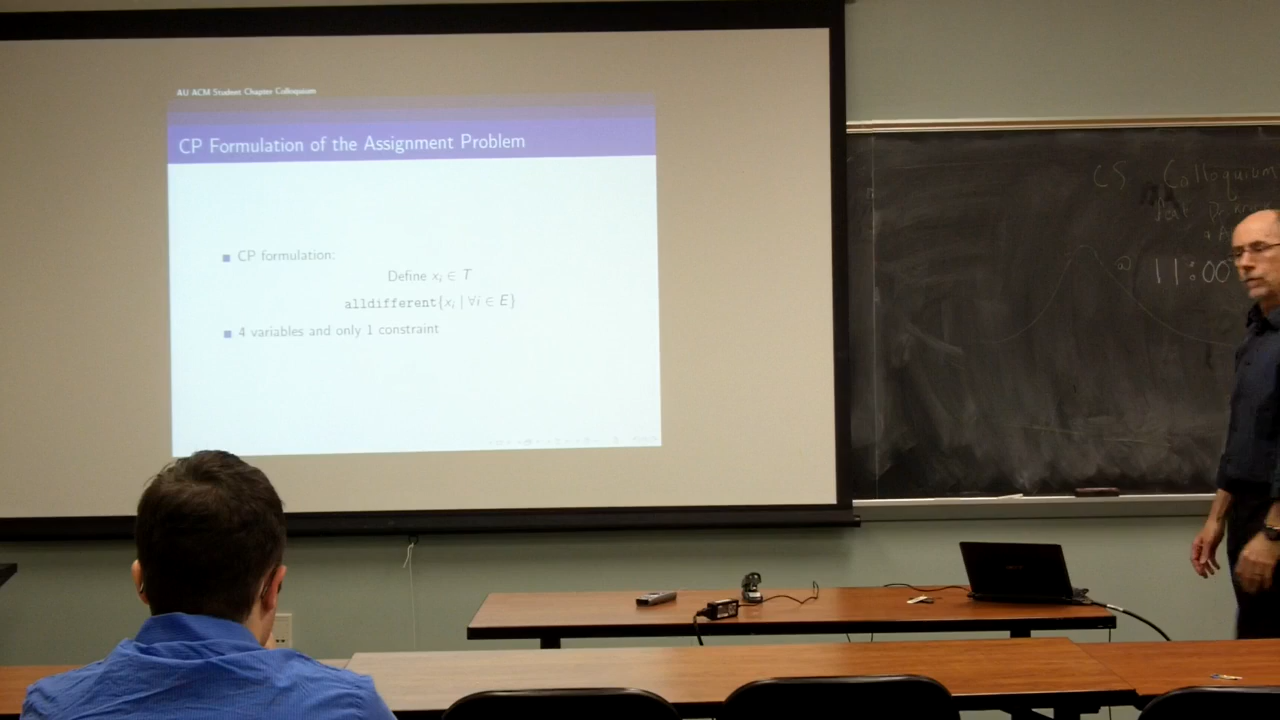 AU ACM Student Chapter Colloquium
CP Formulation of the Assignment Problem
CP formulation:
Define xᵢ ∈ T
alldifferent{xᵢ | ∀i ∈ E}
4 variables and only 1 constraint
CS Colloquium
@ 11:00